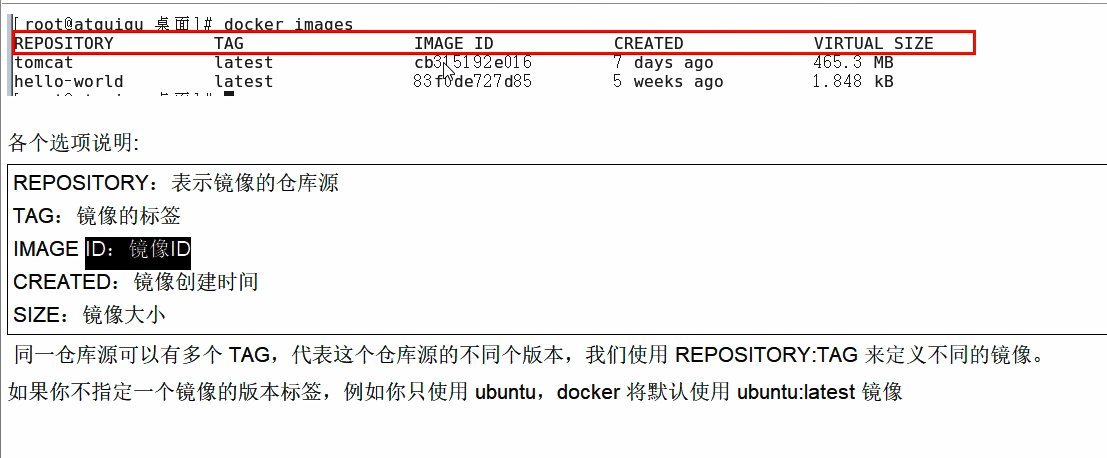 [root@atguigu 桌面]# docker images
REPOSITORY TAG IMAGE ID CREATED VIRTUAL SIZE
tomcat latest cb315192e016 7 days ago 465.3 MB
hello-world latest 83f0de727d85 5 weeks ago 1.848 kB
各个选项说明:
REPOSITORY：表示镜像的仓库源
TAG：镜像的标签
IMAGE ID：镜像ID
CREATED：镜像创建时间
SIZE：镜像大小
同一仓库源可以有多个 TAG，代表这个仓库源的不同个版本，我们使用 REPOSITORY:TAG 来定义不同的镜像。
如果你不指定一个镜像的版本标签，例如你只使用 ubuntu，docker 将默认使用 ubuntu:latest 镜像